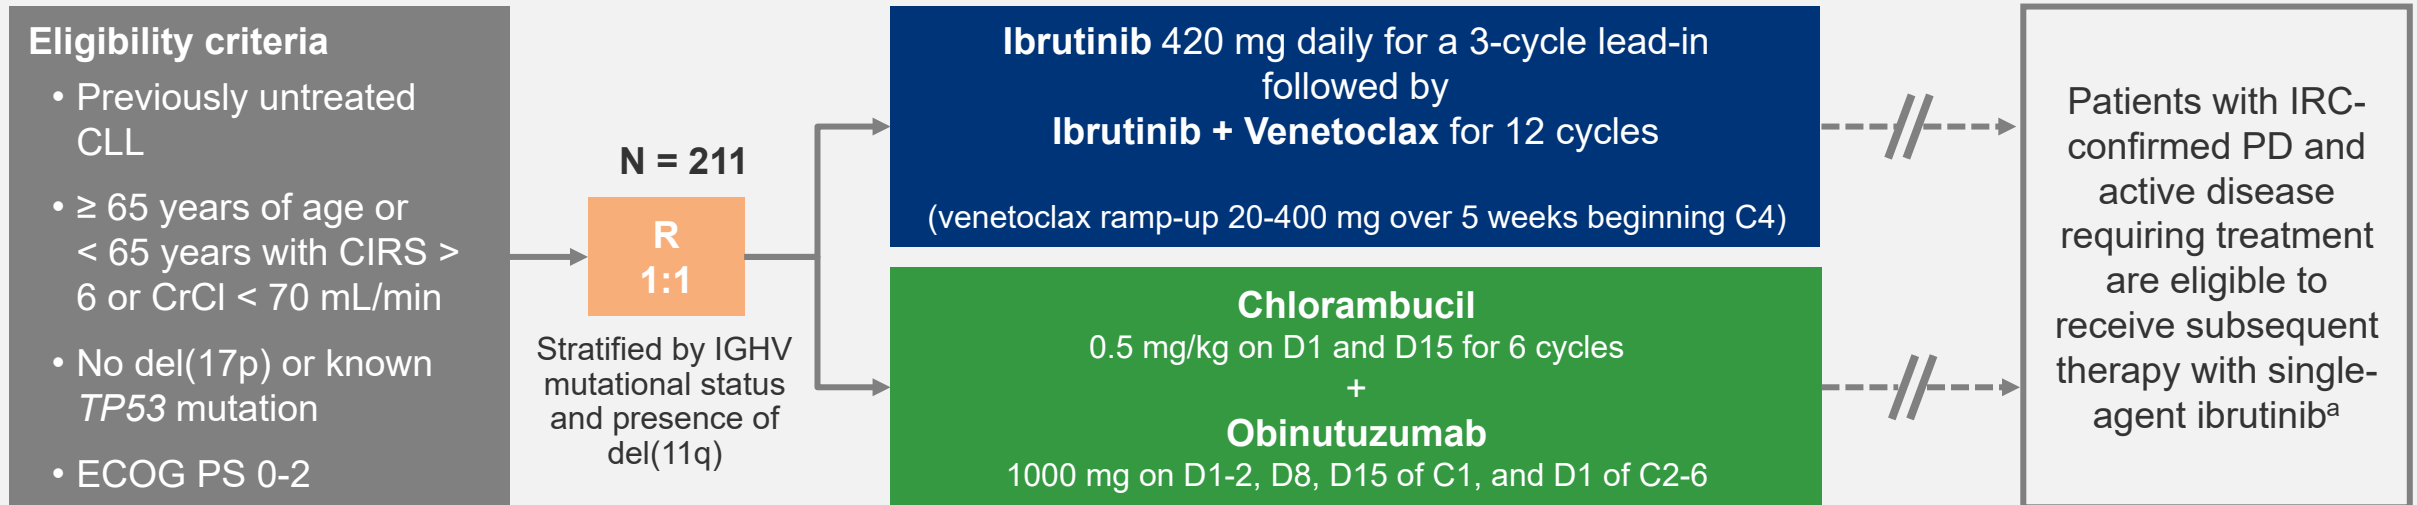 Eligibility criteria
• Previously untreated
CLL
• ≥ 65 years of age or
< 65 years with CIRS >
6 or CrCl < 70 mL/min
• No del(17p) or known
TP53 mutation
• ECOG PS 0-2
N = 211
R
1:1
Stratified by IGHV
mutational status
and presence of
del(11q)
Ibrutinib 420 mg daily for a 3-cycle lead-in
followed by
Ibrutinib + Venetoclax for 12 cycles
(venetoclax ramp-up 20-400 mg over 5 weeks beginning C4)
Chlorambucil
0.5 mg/kg on D1 and D15 for 6 cycles
+
Obinutuzumab
1000 mg on D1-2, D8, D15 of C1, and D1 of C2-6
Patients with IRC-
confirmed PD and
active disease
requiring treatment
are eligible to
receive subsequent
therapy with single-
agent ibrutinibᵃ